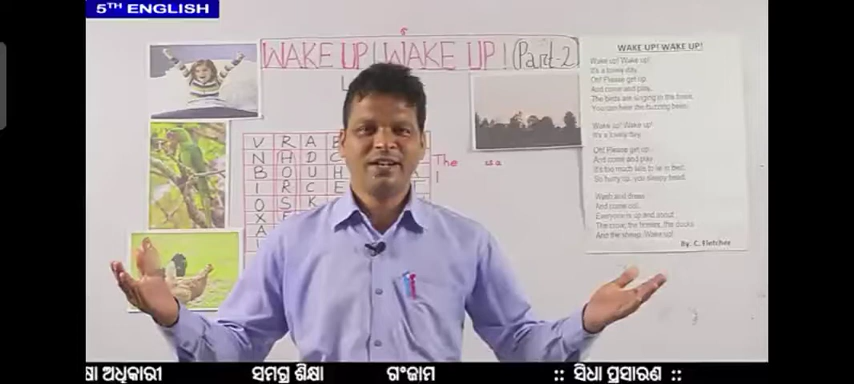 5TH ENGLISH
WAKE UP! WAKE UP! (Part-2)
WAKE UP! WAKE UP!
Wake up! Wake up!
It's a lovely day.
Oh! Please get up
And come and play.
The birds are singing in the trees,
You can hear the buzzing bees.
Wake up! Wake up!
It's a lovely day.
Oh! Please get up
And come and play
It's too much late to lie in bed,
So hurry up, you sleepy head.
Wash and dress
And come out,
Everyone is up and about.
The cow, the horses, the ducks
And the sheep, Wake up!
By: C. Fletcher
V R A
N H D C
B O U H
I R C E
O S K
X
A
The
I
ଷା ଅଧିକାରୀ ସମଗ୍ର ଶିକ୍ଷା ଗଂଜାମ :: ସିଧା ପ୍ରସାରଣ ::